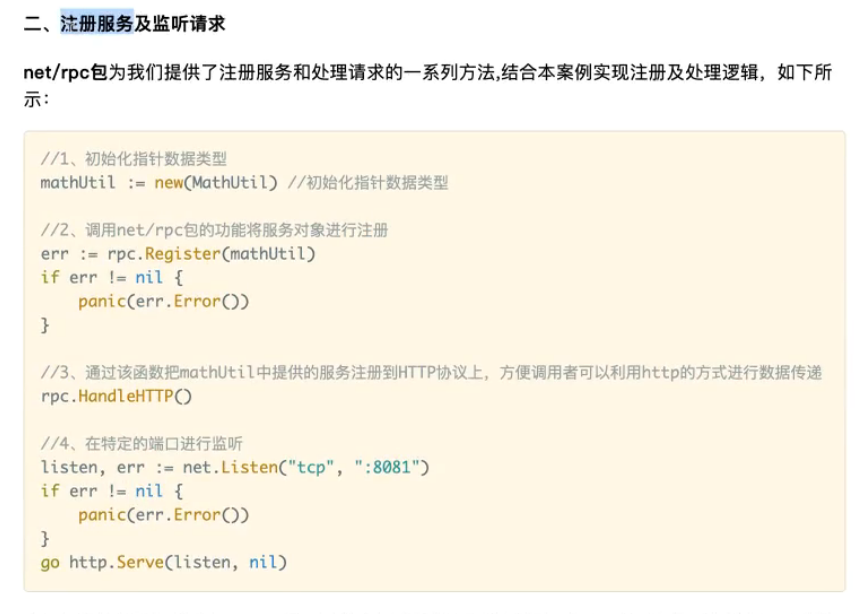 二、注册服务及监听请求
net/rpc包为我们提供了注册服务和处理请求的一系列方法,结合本案例实现注册及处理逻辑，如下所
示：
//1、初始化指针数据类型
mathUtil := new(MathUtil) //初始化指针数据类型
//2、调用net/rpc包的功能将服务对象进行注册
err := rpc.Register(mathUtil)
if err != nil {
    panic(err.Error())
}
//3、通过该函数把mathUtil中提供的服务注册到HTTP协议上，方便调用者可以利用http的方式进行数据传递
rpc.HandleHTTP()
//4、在特定的端口进行监听
listen, err := net.Listen("tcp", ":8081")
if err != nil {
    panic(err.Error())
}
go http.Serve(listen, nil)